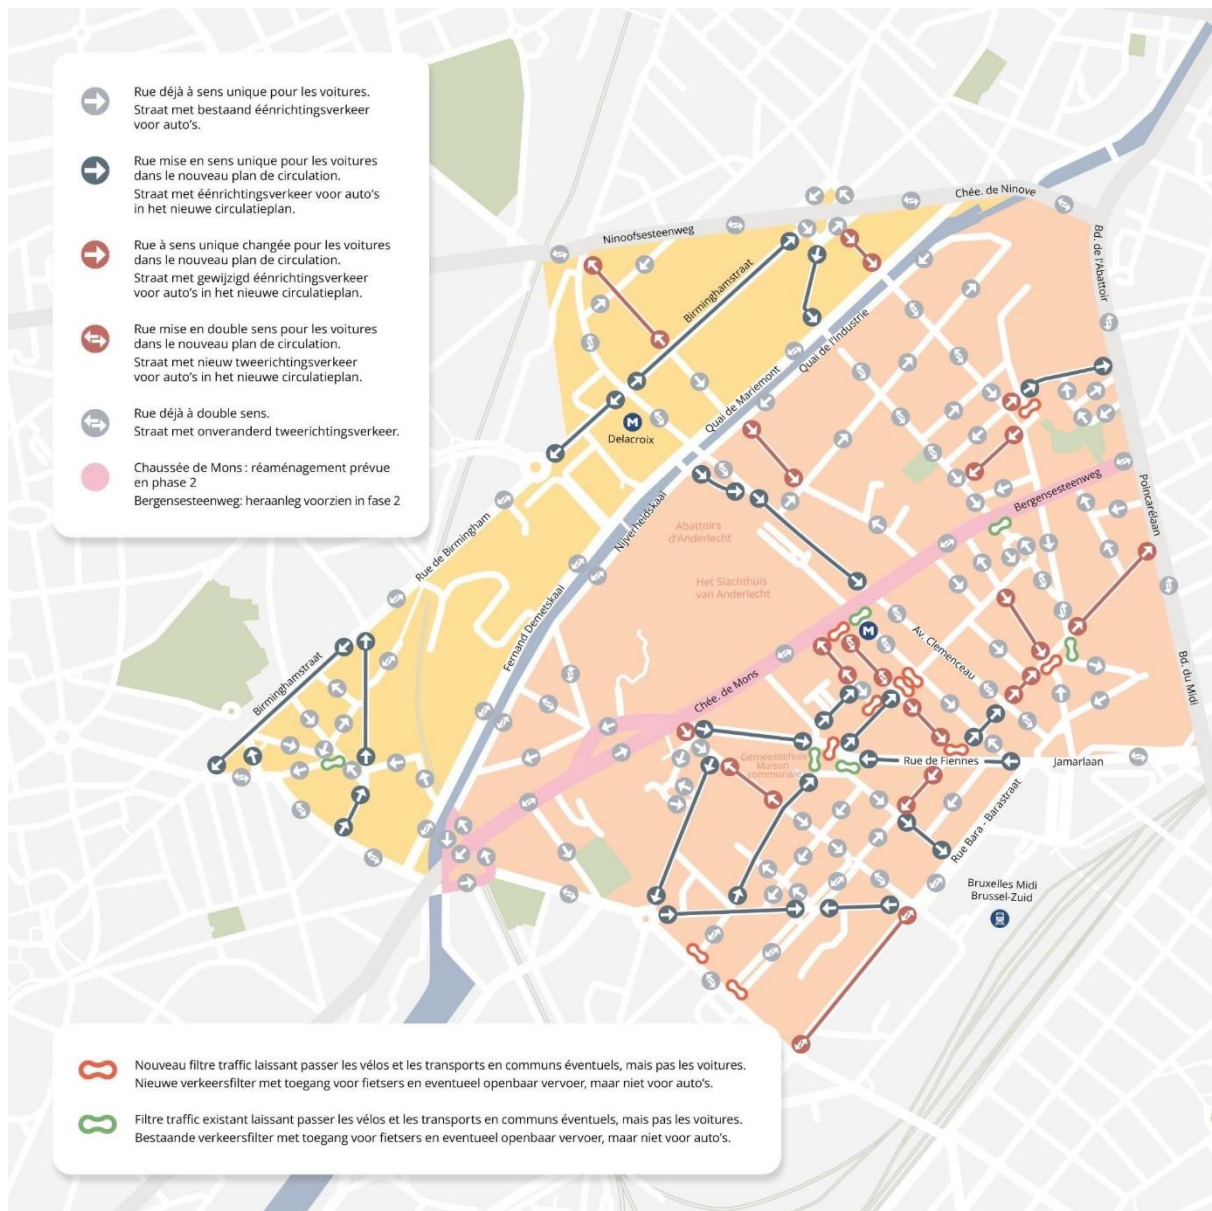 Rue déjà à sens unique pour les voitures.
Straat met bestaand éénrichtingsverkeer
voor auto's.
Rue mise en sens unique pour les voitures
dans le nouveau plan de circulation.
Straat met éénrichtingsverkeer voor auto's
in het nieuwe circulatieplan.
Rue à sens unique changée pour les voitures
dans le nouveau plan de circulation.
Straat met gewijzigd éénrichtingsverkeer
voor auto's in het nieuwe circulatieplan.
Rue mise en double sens pour les voitures
dans le nouveau plan de circulation.
Straat met nieuw tweerichtingsverkeer
voor auto's in het nieuwe circulatieplan.
Rue déjà à double sens.
Straat met onveranderd tweerichtingsverkeer.
Chaussée de Mons : réaménagement prévue
en phase 2
Bergensesteenweg: heraanleg voorzien in fase 2
Chée. de Ninove
Ninoofsesteenweg
Bd. de l'Abattoir
Birminghamstraat
Quai de l'Industrie
Quai de Mariemont
M
Delacroix
Bergensesteenweg
Poincarélaan
Nijverheidskaai
Rue de Birmingham
Abattoirs
d'Anderlecht
Het Slachthuis
van Anderlecht
Fernand Demetskaai
M
Av. Clemenceau
Birminghamstraat
Chée. de Mons
Bd. du Midi
Gemeentehuis
Maison
communale
Rue de Fiennes
Jamarlaan
Rue Bara - Barastraat
Bruxelles Midi
Brussel-Zuid
Nouveau filtre traffic laissant passer les vélos et les transports en communs éventuels, mais pas les voitures.
Nieuwe verkeersfilter met toegang voor fietsers en eventueel openbaar vervoer, maar niet voor auto's.
Filtre traffic existant laissant passer les vélos et les transports en communs éventuels, mais pas les voitures.
Bestaande verkeersfilter met toegang voor fietsers en eventueel openbaar vervoer, maar niet voor auto's.